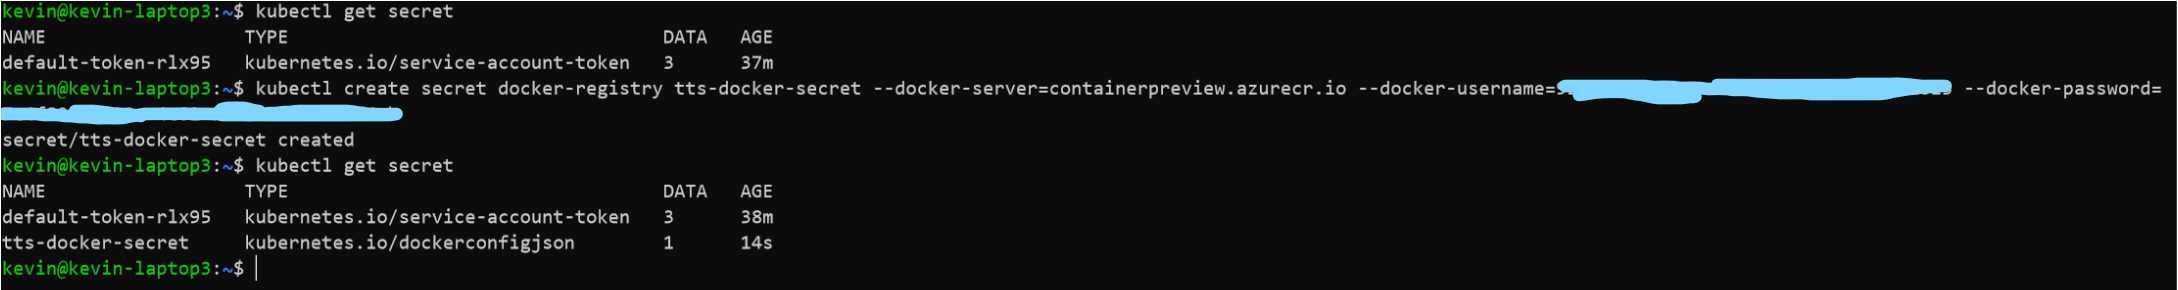 kevin@kevin-laptop3:~$ kubectl get secret
NAME                  TYPE                                  DATA   AGE
default-token-rlx95   kubernetes.io/service-account-token   3      37m
kevin@kevin-laptop3:~$ kubectl create secret docker-registry tts-docker-secret --docker-server=containerpreview.azurecr.io --docker-username= --docker-password=
secret/tts-docker-secret created
kevin@kevin-laptop3:~$ kubectl get secret
NAME                  TYPE                                  DATA   AGE
default-token-rlx95   kubernetes.io/service-account-token   3      38m
tts-docker-secret     kubernetes.io/dockerconfigjson        1      14s
kevin@kevin-laptop3:~$